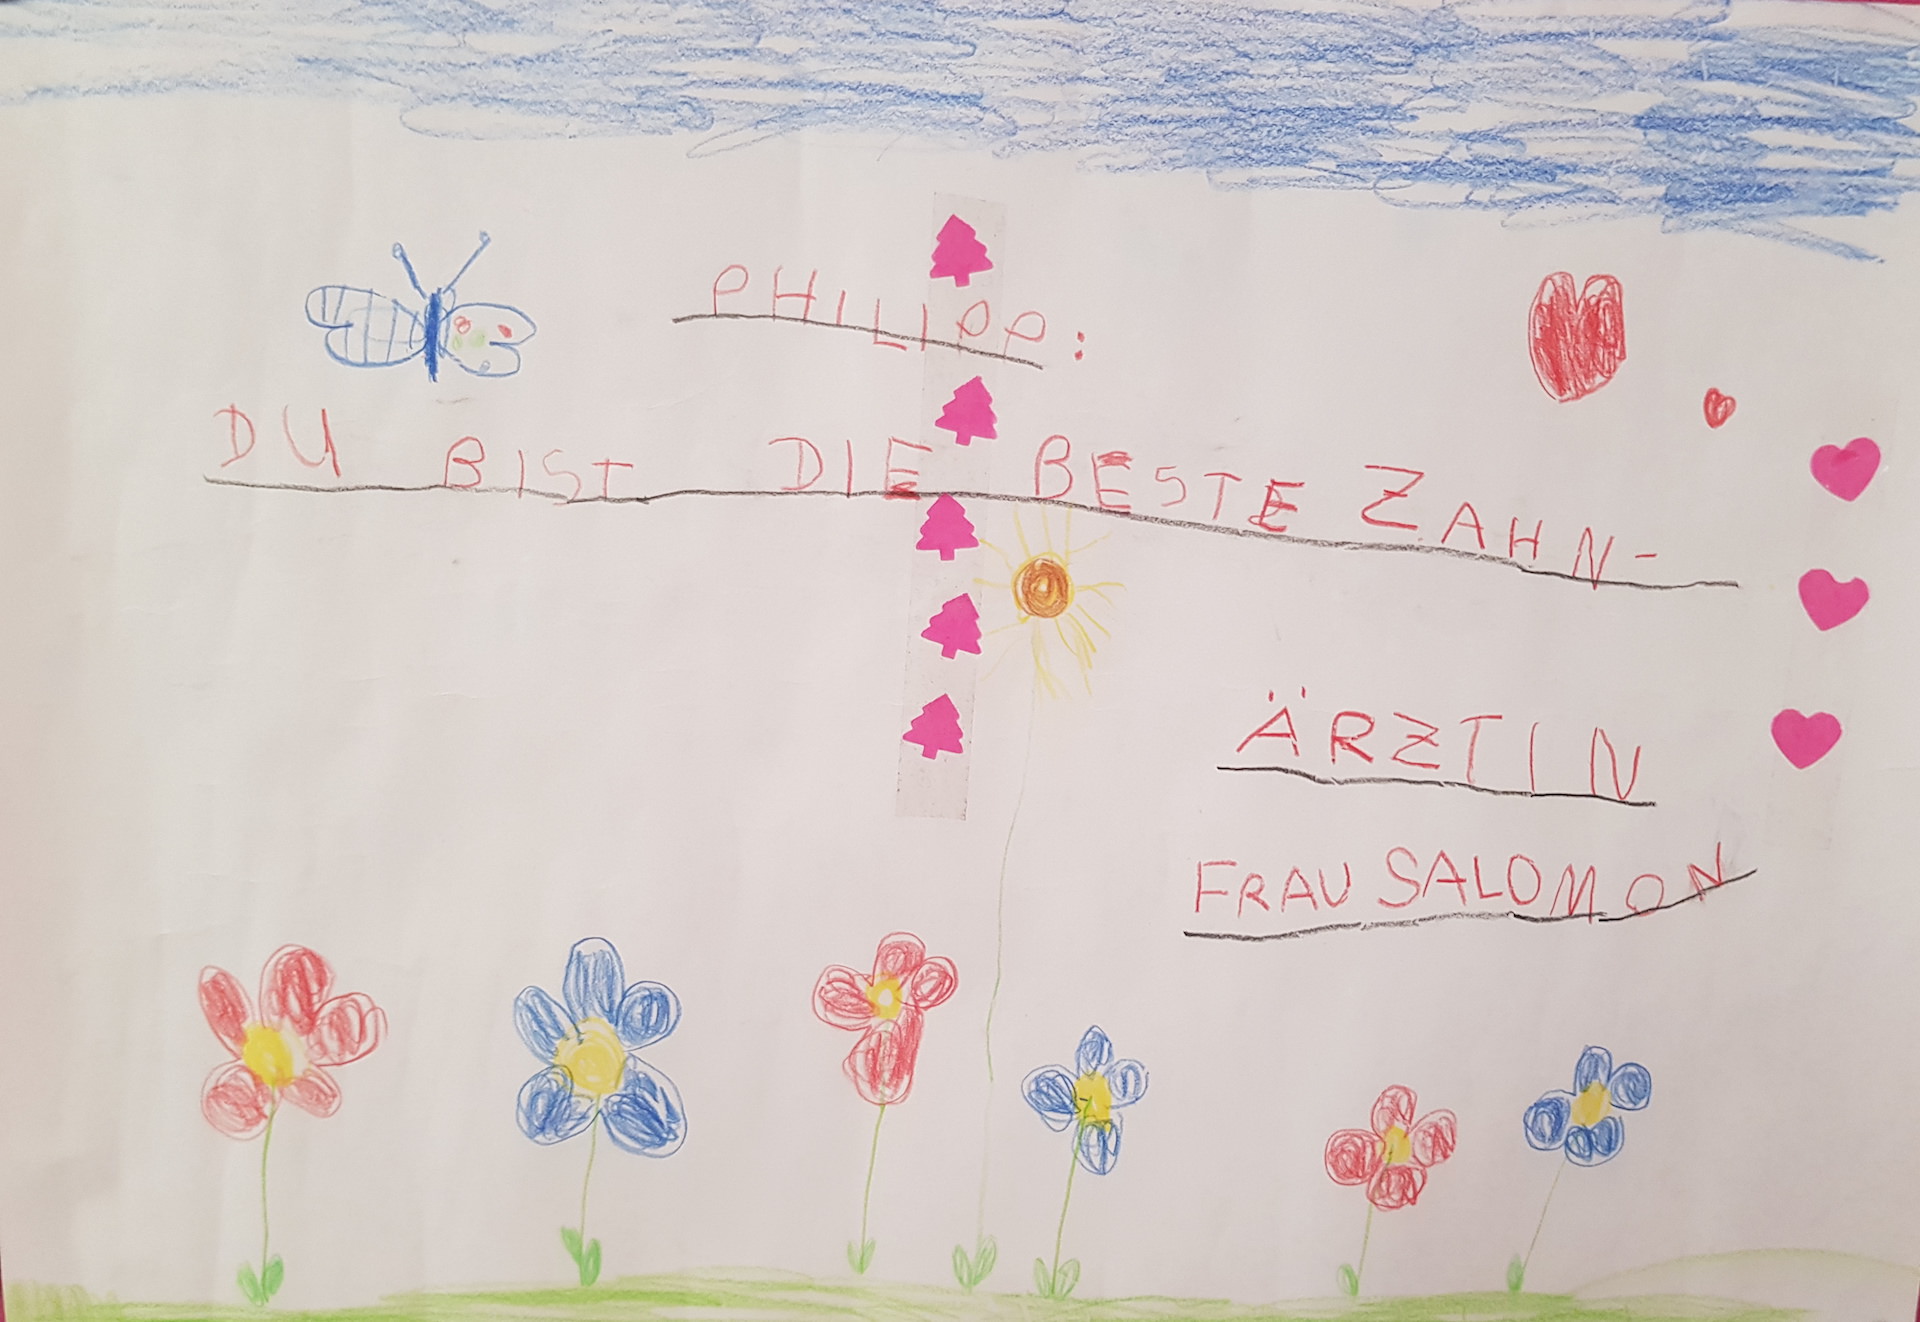 PHILIPP:
DU BIST DIE BESTE ZAHN-
ÄRZTIN
FRAU SALOMON